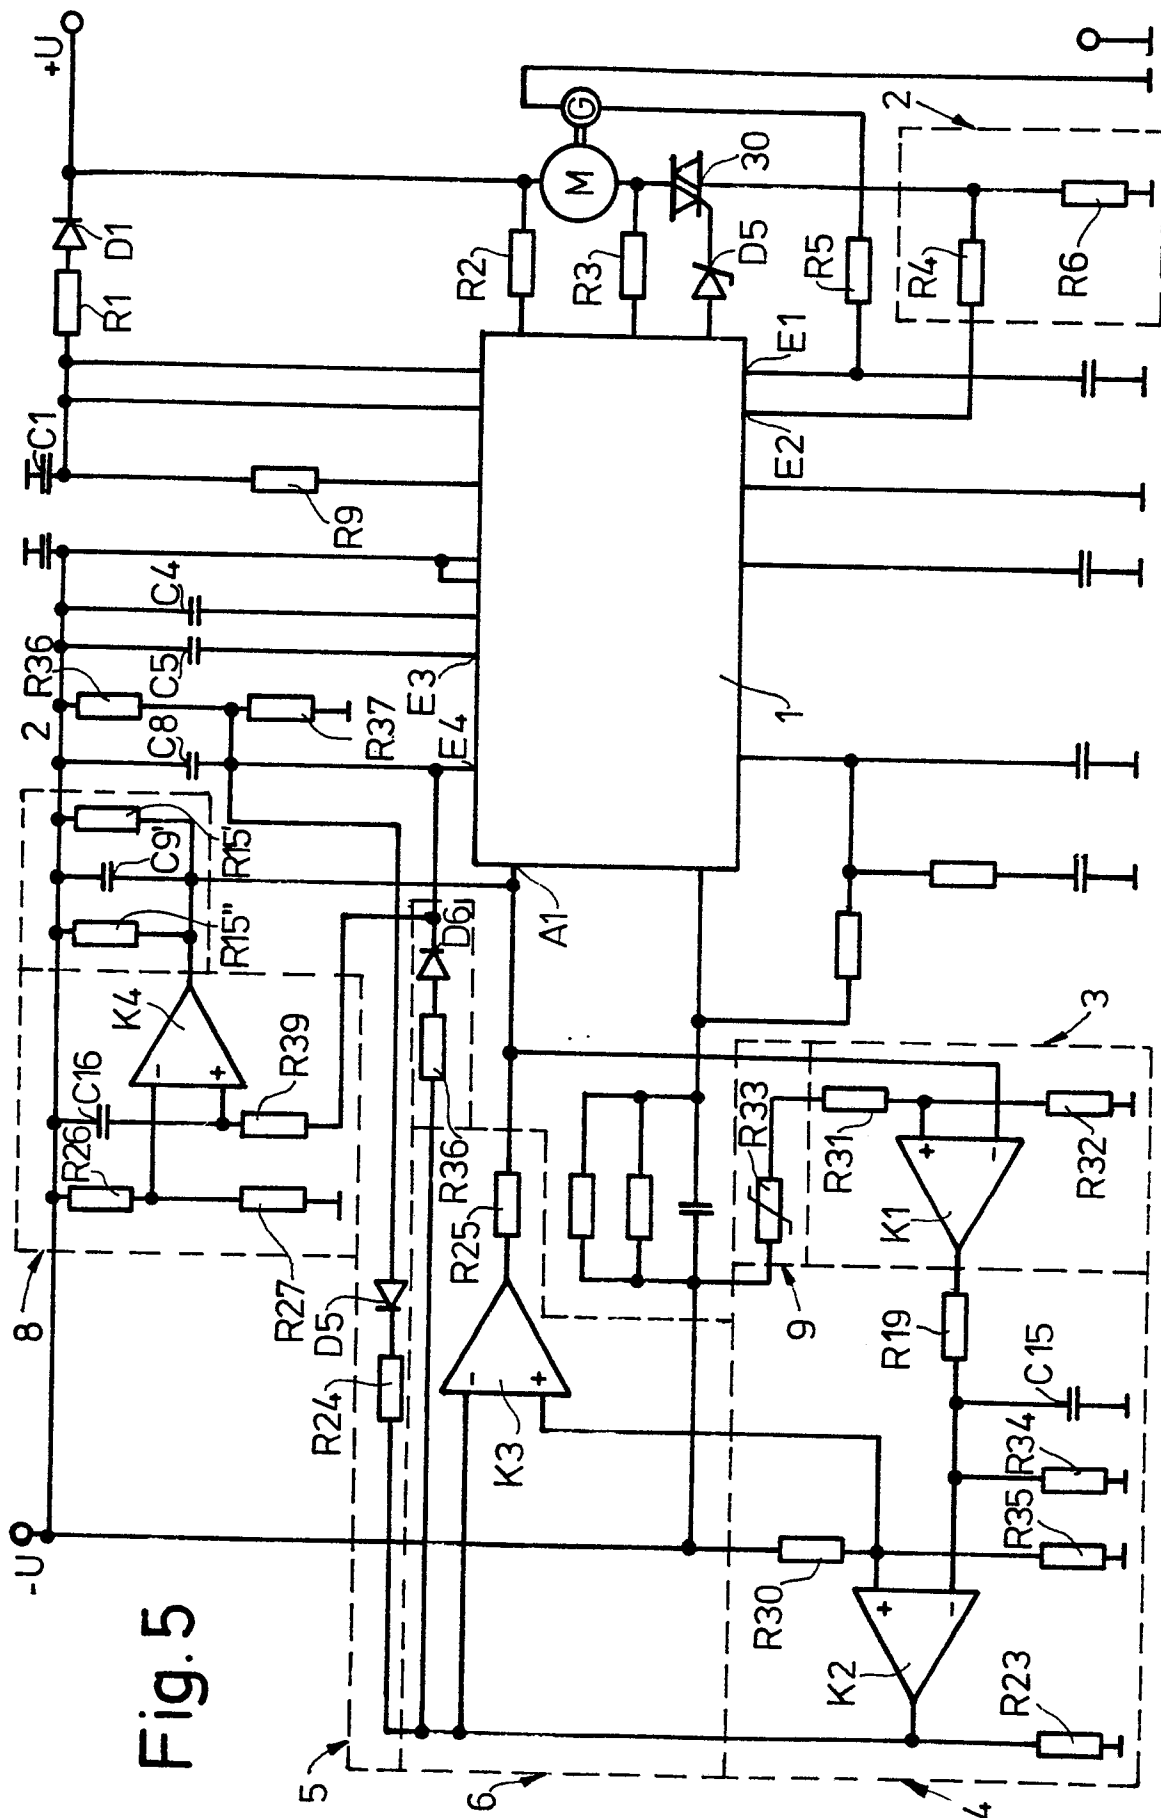 Fig.5
-U
+U
8
R26
C16
K4
R15"
C9'
R15'
2
R36
C8
C5
C4
C1
R1
D1
R27
R39
R37
E4
E3
R9
5
R24
D5
R36
D6
A1
1
R2
M
G
R3
30
D5
6
K3
R25
R33
9
R31
3
E1
E2
R5
R4
2
R6
K2
R30
R19
K1
R32
4
R23
R35
R34
C15
+
-
+
-
+
-
+
-